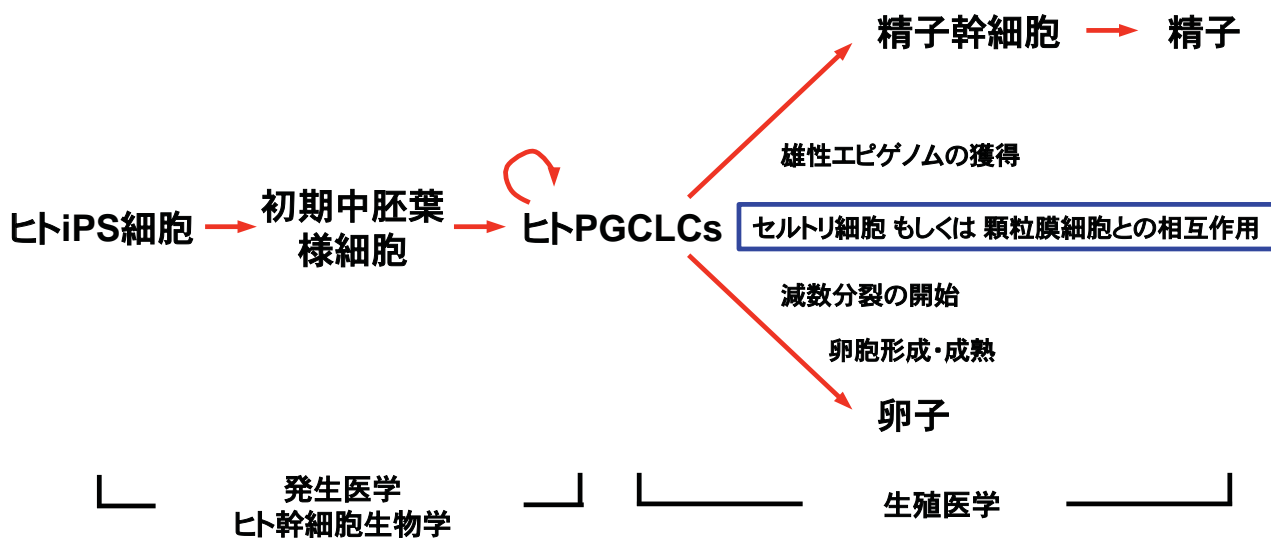 精子幹細胞
精子
雄性エピゲノムの獲得
ヒトiPS細胞
初期中胚葉
様細胞
ヒトPGCLCs
セルトリ細胞 もしくは 顆粒膜細胞との相互作用
減数分裂の開始
卵胞形成・成熟
卵子
発生医学
ヒト幹細胞生物学
生殖医学